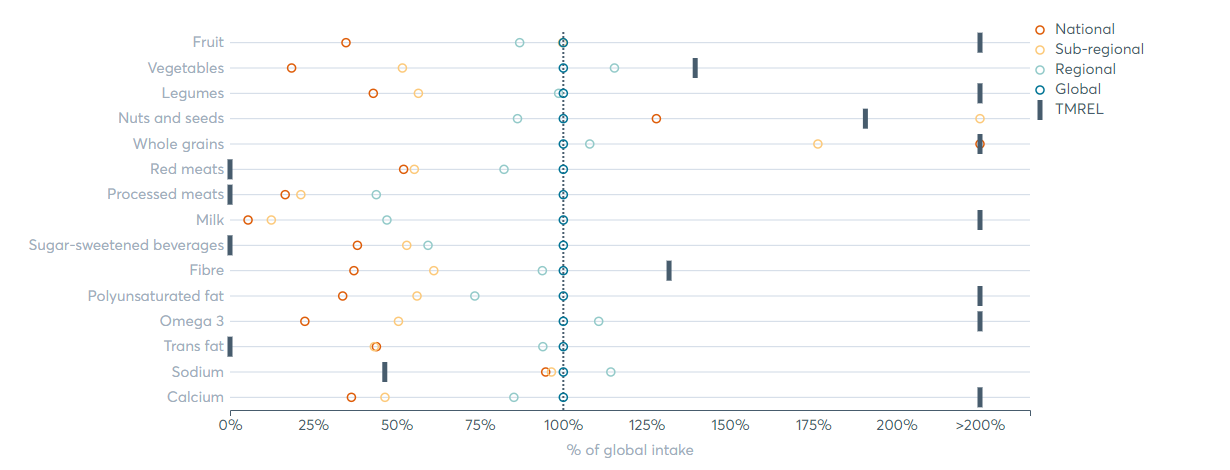 Fruit
Vegetables
Legumes
Nuts and seeds
Whole grains
Red meats
Processed meats
Milk
Sugar-sweetened beverages
Fibre
Polyunsaturated fat
Omega 3
Trans fat
Sodium
Calcium
0% 25% 50% 75% 100% 125% 150% 175% 200% >200%
% of global intake
National
Sub-regional
Regional
Global
TMREL